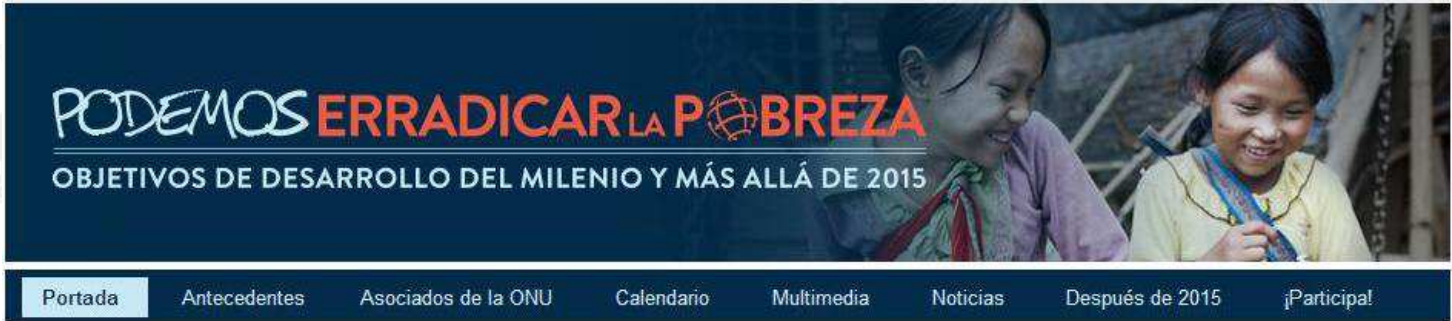 PODEMOS ERRADICAR LA POBREZA
OBJETIVOS DE DESARROLLO DEL MILENIO Y MÁS ALLÁ DE 2015
Portada Antecedentes Asociados de la ONU Calendario Multimedia Noticias Después de 2015 ¡Participa!